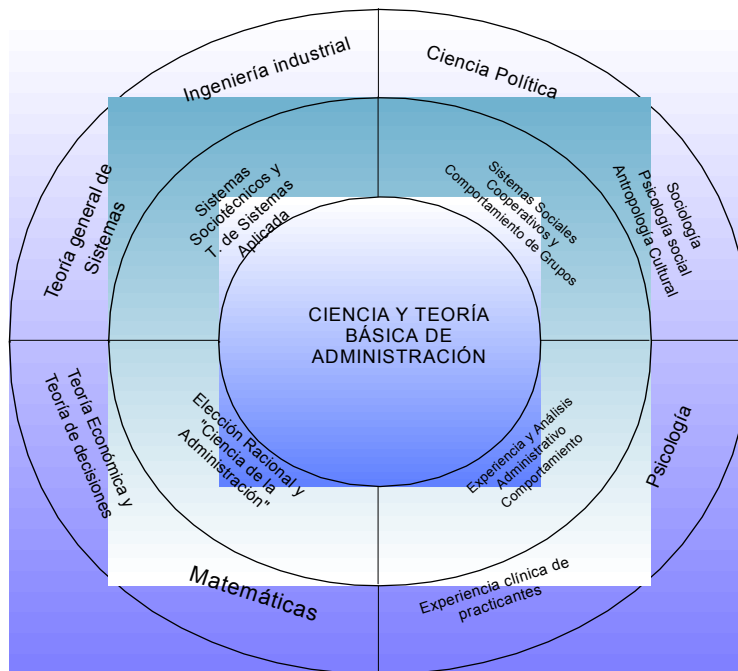 Ingeniería industrial
Ciencia Política
Teoría general de
Sistemas
Sistemas
Sociotécnicos y
T. de Sistemas
Aplicada
Sistemas Sociales
Cooperativos y
Comportamiento de Grupos
Sociología
Psicología social
Antropología Cultural
CIENCIA Y TEORÍA
BÁSICA DE
ADMINISTRACIÓN
Teoría Económica y
Teoría de decisiones
Elección Racional y
"Ciencia de la
Administración"
Experiencia y Análisis
Administrativo
Comportamiento
Psicología
Matemáticas
Experiencia clínica de
practicantes